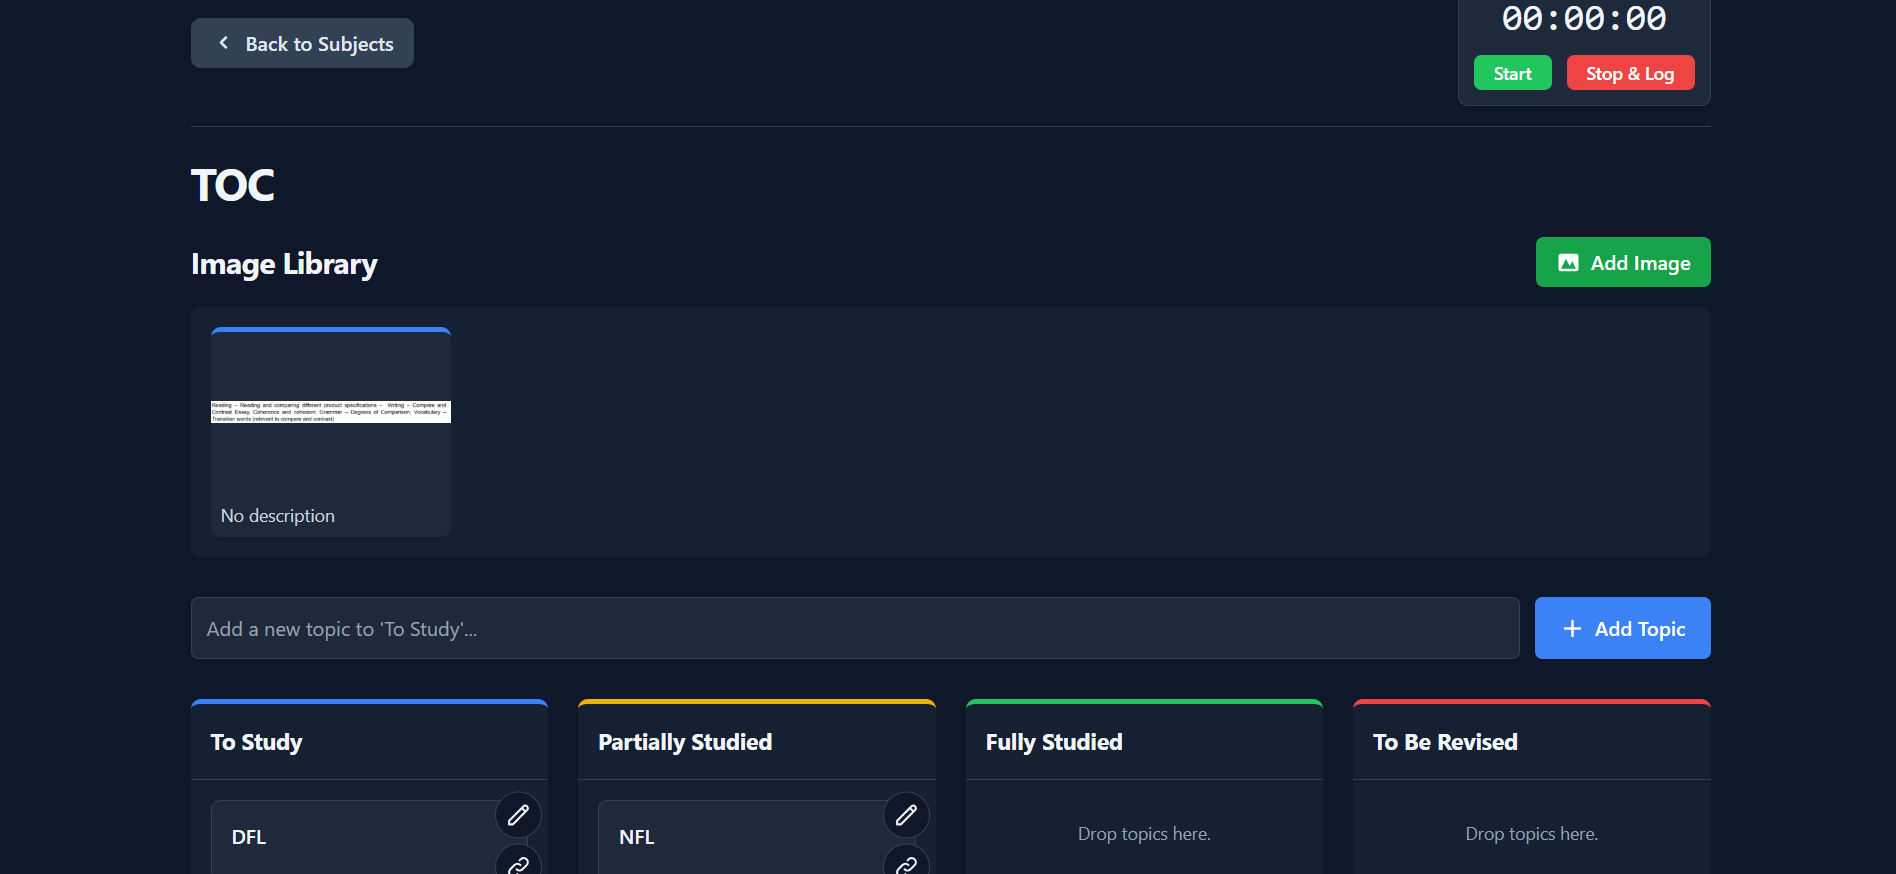 00:00:00
Back to Subjects
Start
Stop & Log
TOC
Image Library
Add Image
Reading – Reading and comparing different product specifications – Writing – Compare and
Contrast Essay, Coherence and cohesion; Grammar – Degrees of Comparison; Vocabulary –
Transition words (relevant to compare and contrast)
No description
Add a new topic to 'To Study'...
Add Topic
To Study
Partially Studied
Fully Studied
To Be Revised
DFL
NFL
Drop topics here.
Drop topics here.